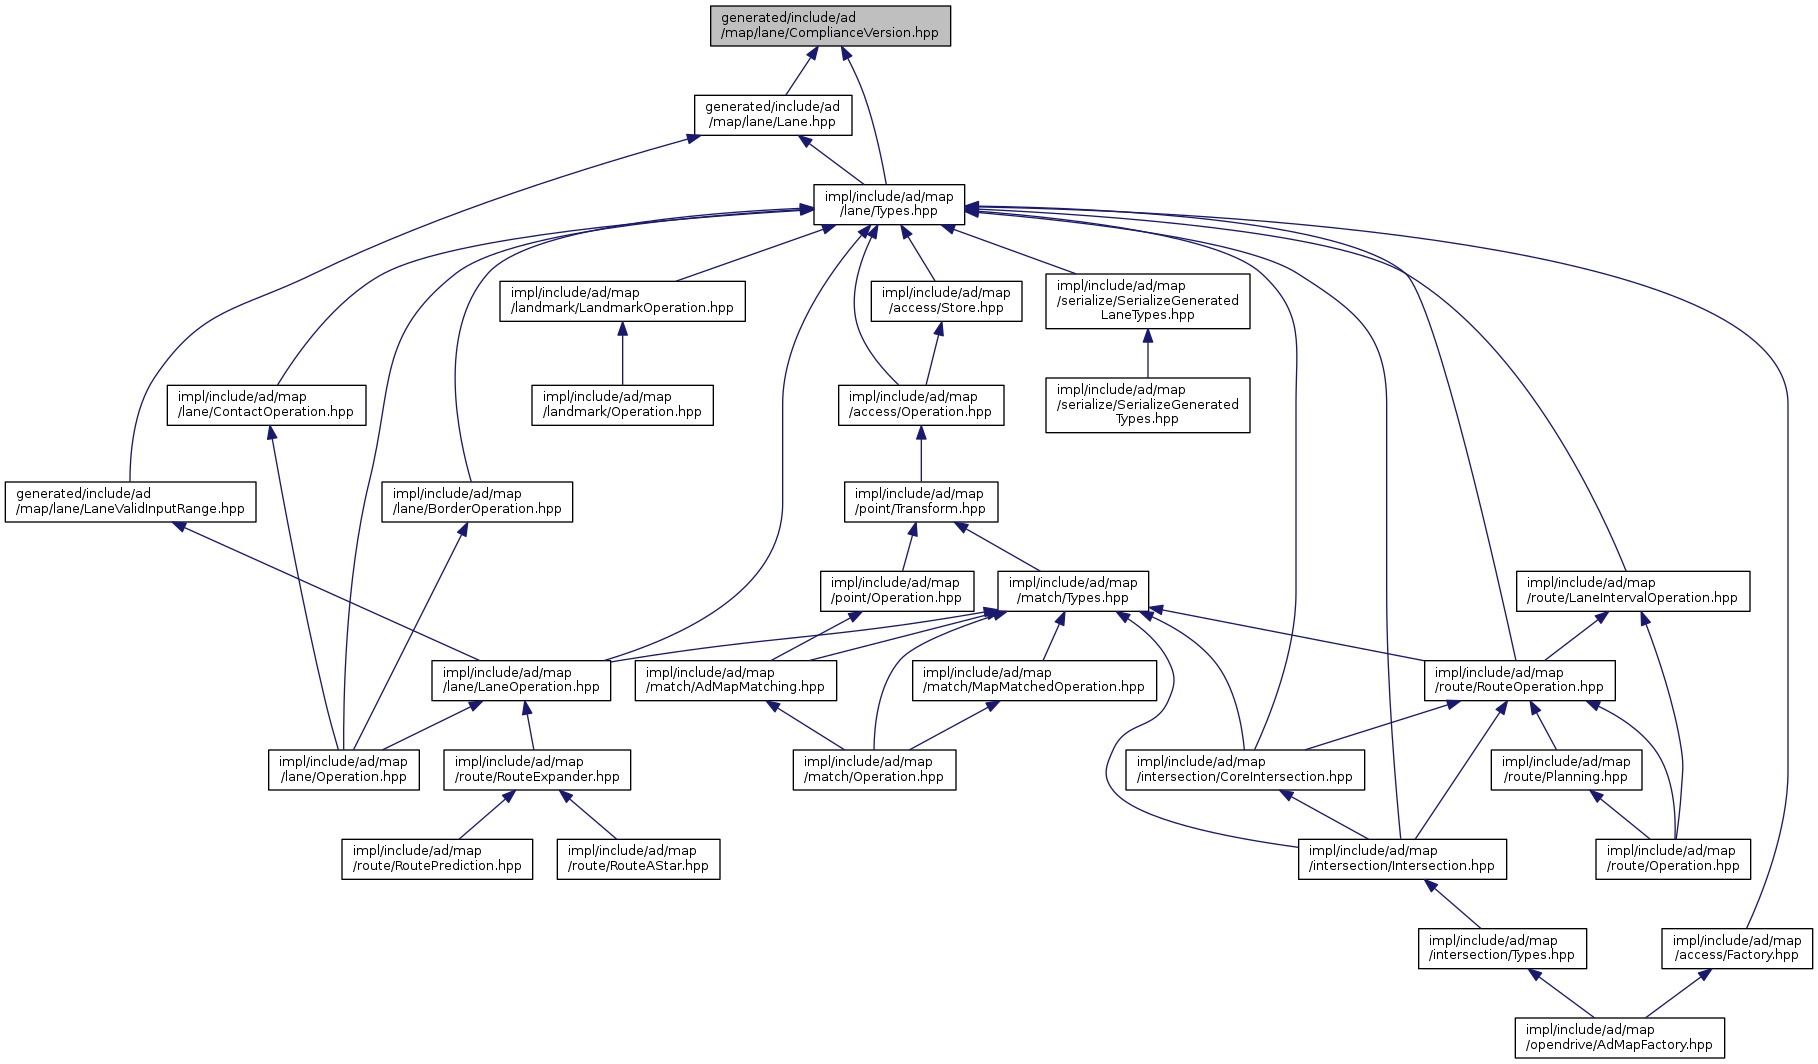 generated/include/ad
/map/lane/ComplianceVersion.hpp
generated/include/ad
/map/lane/Lane.hpp
impl/include/ad/map
/lane/Types.hpp
impl/include/ad/map
/landmark/LandmarkOperation.hpp
impl/include/ad/map
/access/Store.hpp
impl/include/ad/map
/serialize/SerializeGenerated
LaneTypes.hpp
impl/include/ad/map
/lane/ContactOperation.hpp
impl/include/ad/map
/landmark/Operation.hpp
impl/include/ad/map
/access/Operation.hpp
impl/include/ad/map
/serialize/SerializeGenerated
Types.hpp
generated/include/ad
/map/lane/LaneValidInputRange.hpp
impl/include/ad/map
/lane/BorderOperation.hpp
impl/include/ad/map
/point/Transform.hpp
impl/include/ad/map
/point/Operation.hpp
impl/include/ad/map
/match/Types.hpp
impl/include/ad/map
/route/LaneIntervalOperation.hpp
impl/include/ad/map
/lane/LaneOperation.hpp
impl/include/ad/map
/match/AdMapMatching.hpp
impl/include/ad/map
/match/MapMatchedOperation.hpp
impl/include/ad/map
/route/RouteOperation.hpp
impl/include/ad/map
/lane/Operation.hpp
impl/include/ad/map
/route/RouteExpander.hpp
impl/include/ad/map
/match/Operation.hpp
impl/include/ad/map
/intersection/CoreIntersection.hpp
impl/include/ad/map
/route/Planning.hpp
impl/include/ad/map
/route/RoutePrediction.hpp
impl/include/ad/map
/route/RouteAStar.hpp
impl/include/ad/map
/intersection/Intersection.hpp
impl/include/ad/map
/route/Operation.hpp
impl/include/ad/map
/intersection/Types.hpp
impl/include/ad/map
/access/Factory.hpp
impl/include/ad/map
/opendrive/AdMapFactory.hpp